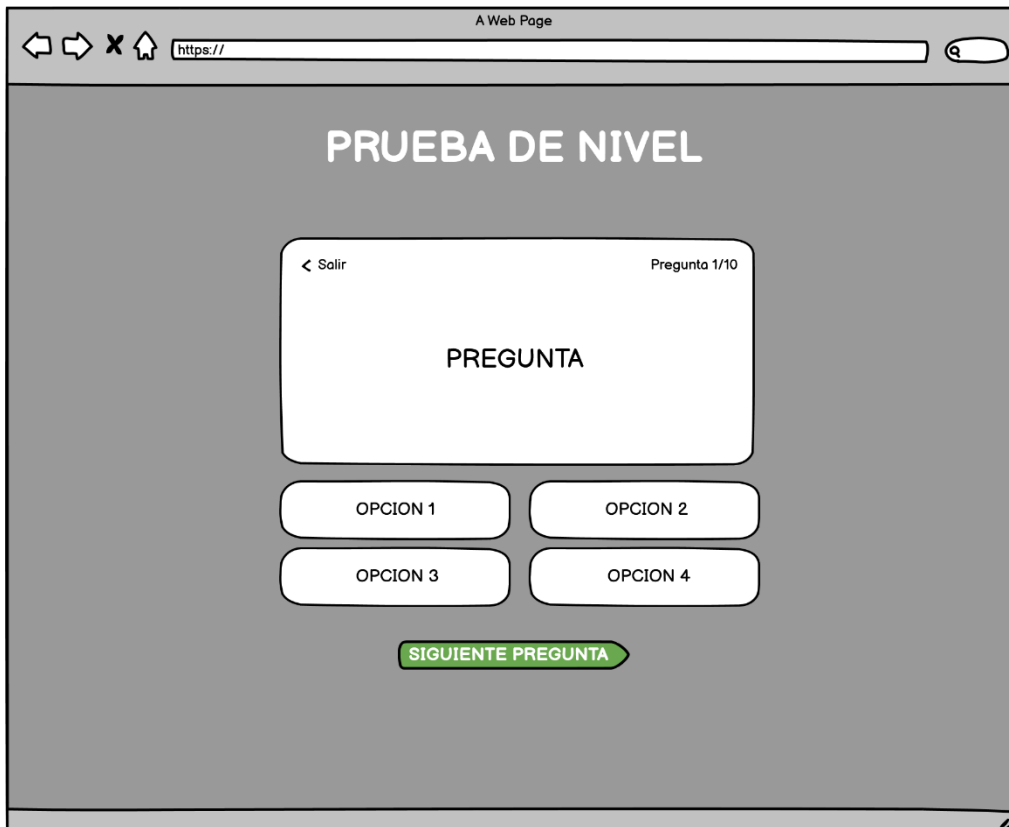 A Web Page
https://
PRUEBA DE NIVEL
Salir
Pregunta 1/10
PREGUNTA
OPCION 1
OPCION 2
OPCION 3
OPCION 4
SIGUIENTE PREGUNTA